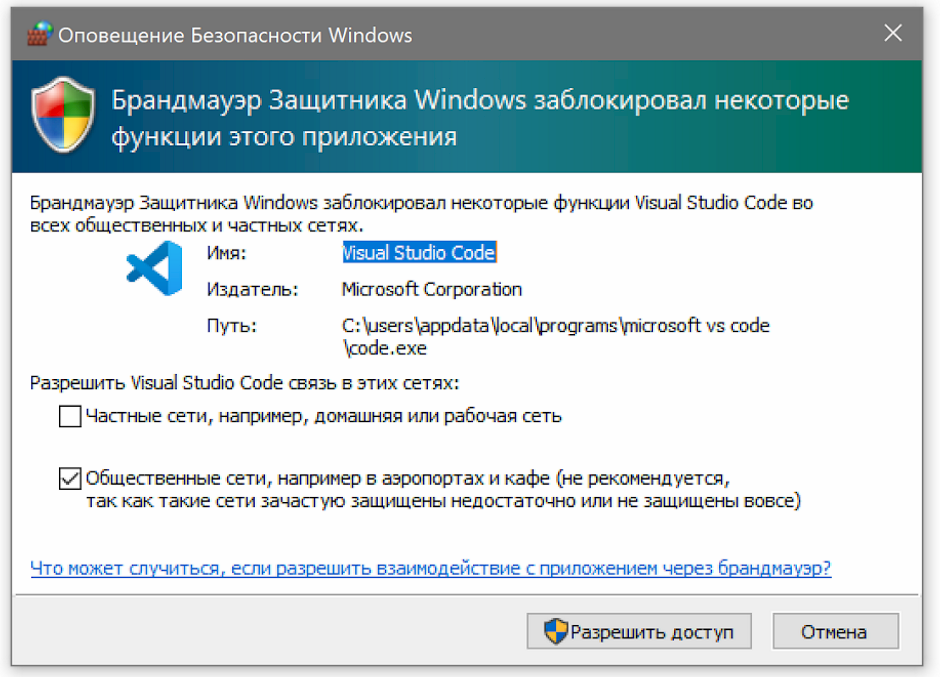 Оповещение Безопасности Windows
Брандмауэр Защитника Windows заблокировал некоторые
функции этого приложения
Брандмауэр Защитника Windows заблокировал некоторые функции Visual Studio Code во
всех общественных и частных сетях.
Имя: Visual Studio Code
Издатель: Microsoft Corporation
Путь: C:\users\appdata\local\programs\microsoft vs code
\code.exe
Разрешить Visual Studio Code связь в этих сетях:
Частные сети, например, домашняя или рабочая сеть
Общественные сети, например в аэропортах и кафе (не рекомендуется,
так как такие сети зачастую защищены недостаточно или не защищены вовсе)
Что может случиться, если разрешить взаимодействие с приложением через брандмауэр?
Разрешить доступ Отмена